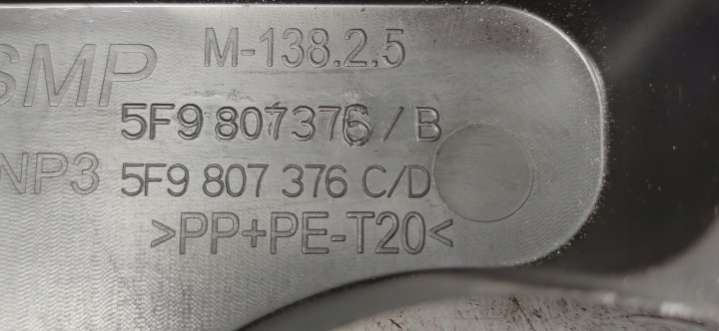 M-138.2.5
SMP
5F9 807376 / B
NP3 5F9 807 376 C/D
>PP+PE-T20<